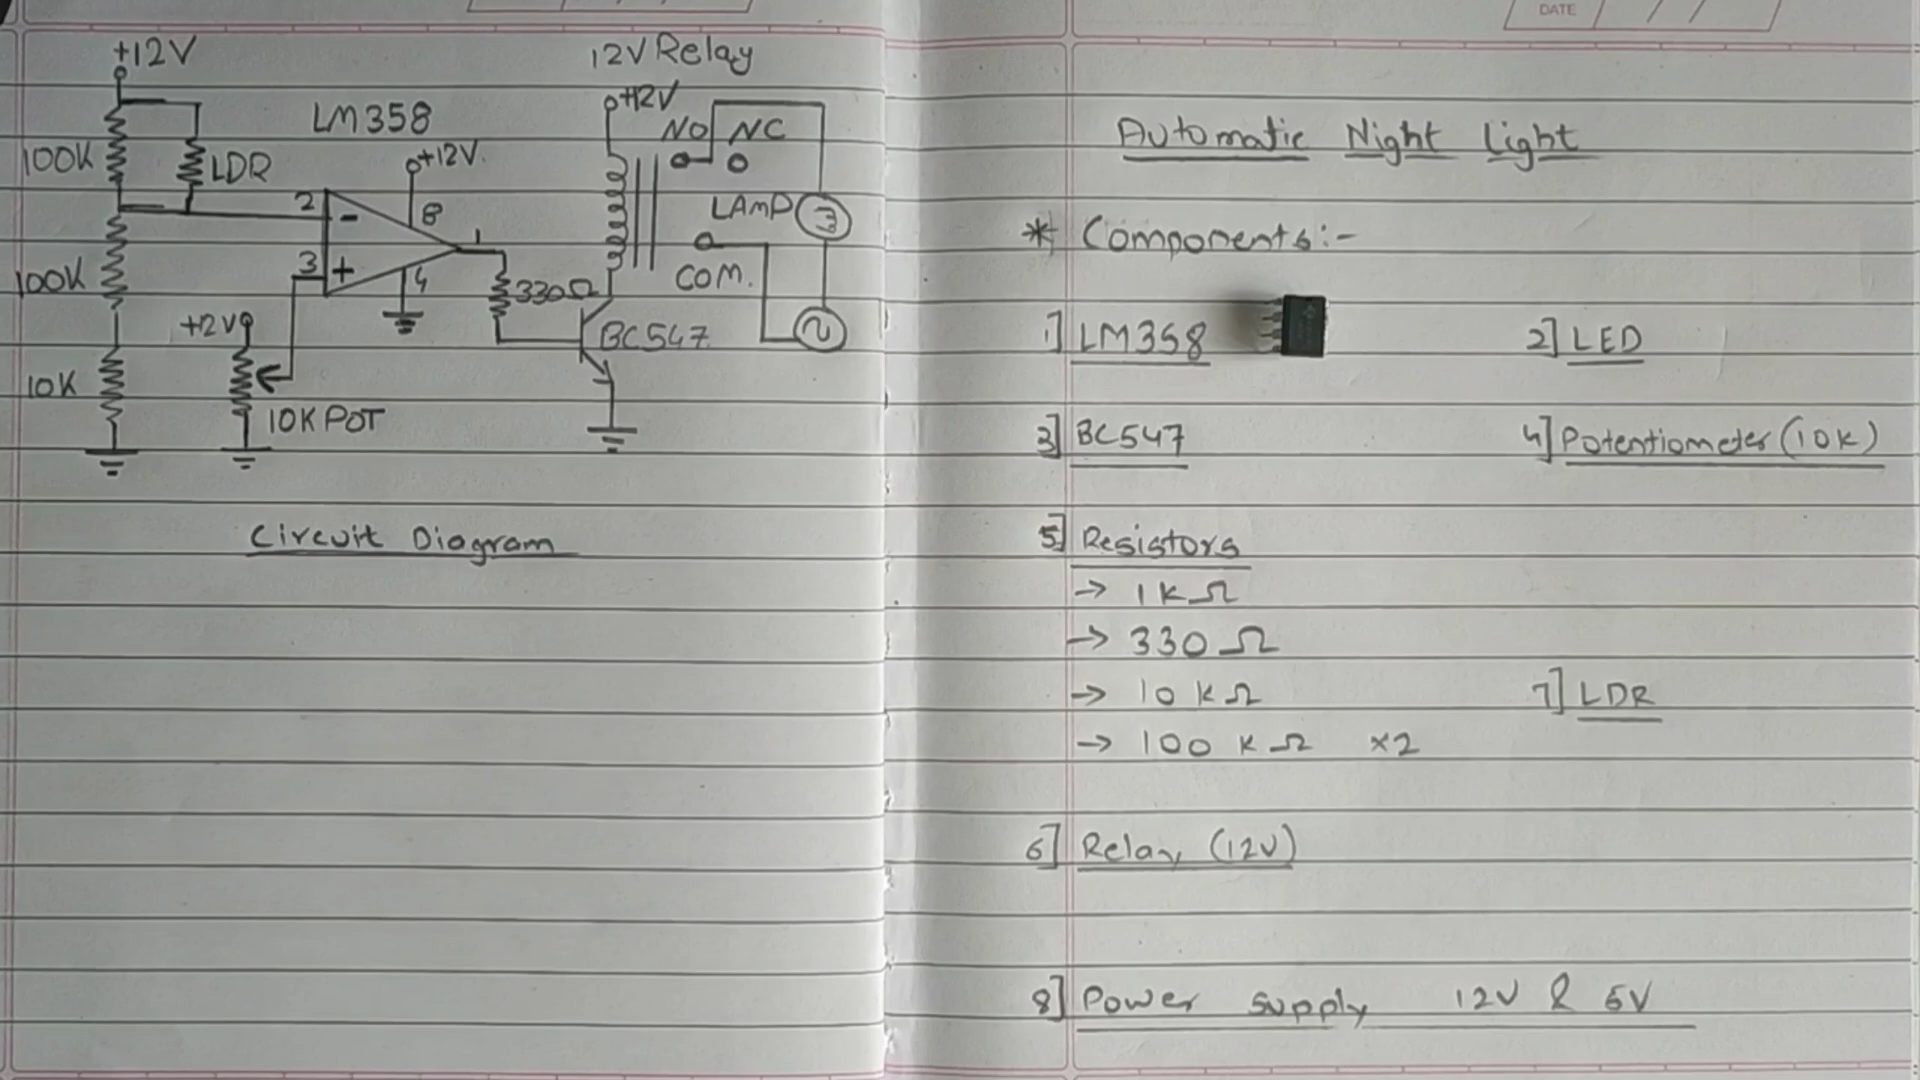 +12V
12V Relay
+12V
LM358
NO NC
100K
LDR
+12V.
2
-
8
LAMP
1
3
+
4
COM.
100K
330Ω
+12V
BC547
10K
10K POT
Circuit Diagram
DATE
Automatic Night Light
* Components:-
1] LM358
2] LED
3] BC547
4] Potentiometer (10K)
5] Resistors
→ 1KΩ
→ 330Ω
→ 10KΩ
7] LDR
→ 100KΩ ×2
6] Relay (12V)
8] Power supply 12V & 5V